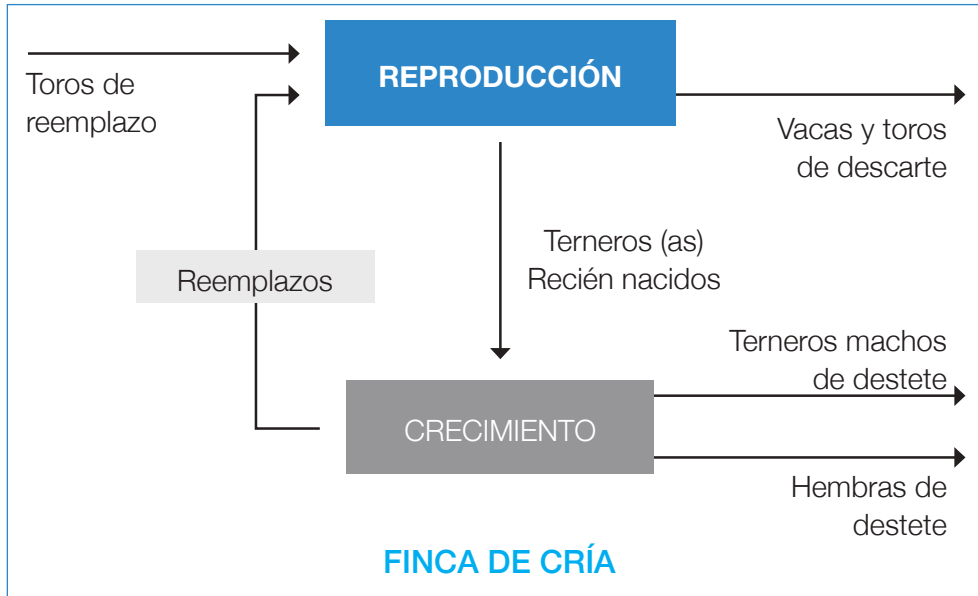 REPRODUCCIÓN
Toros de
reemplazo
Vacas y toros
de descarte
Terneros (as)
Recién nacidos
Reemplazos
Terneros machos
de destete
CRECIMIENTO
Hembras de
destete
FINCA DE CRÍA